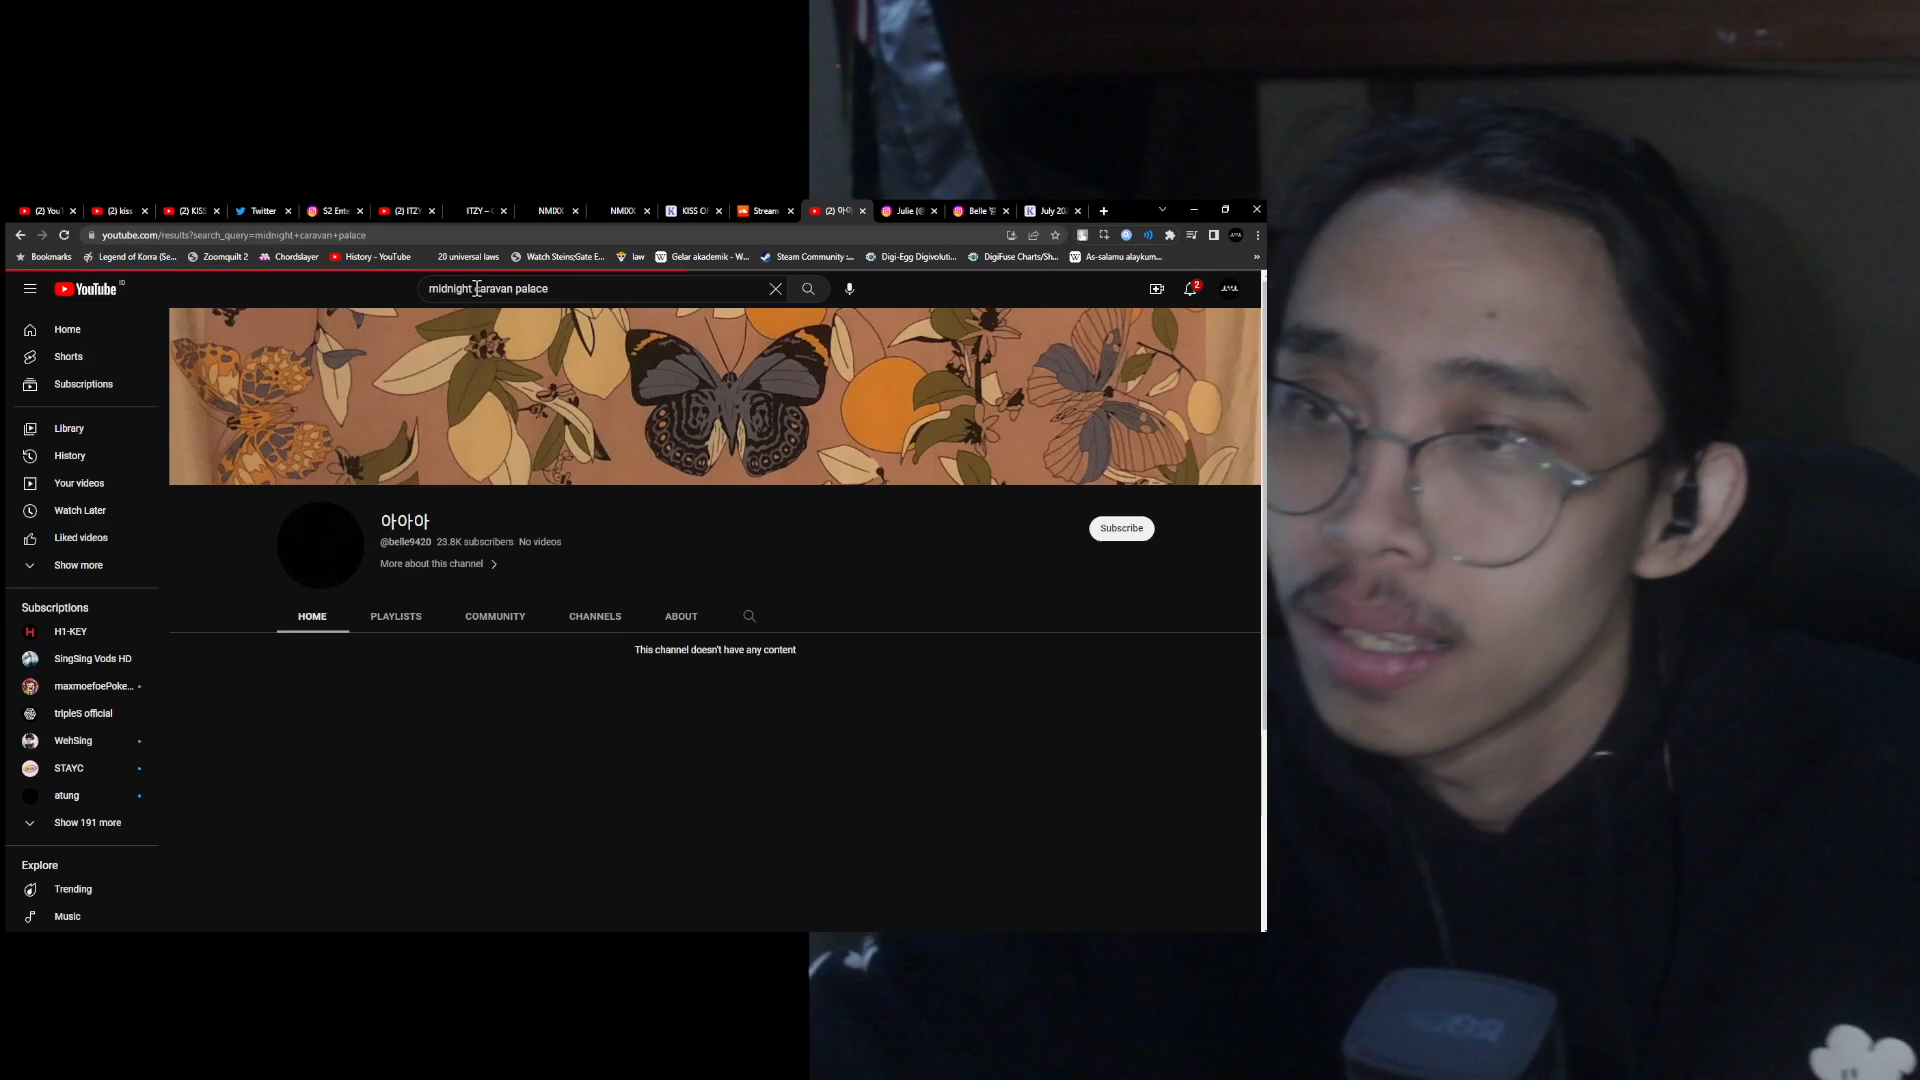 (2) You
(2) kiss
(2) KISS
Twitter
S2 Ente
(2) ITZY
ITZY – C
NMIXX
NMIXX
KISS OF
Stream
(2) 아아
Julie (@
Belle 벨
July 202
youtube.com/results?search_query=midnight+caravan+palace
Bookmarks
Legend of Korra (Se...
Zoomquilt 2
Chordslayer
History - YouTube
20 universal laws
Watch Steins;Gate E...
law
Gelar akademik - W...
Steam Community :...
Digi-Egg Digivoluti...
DigiFuse Charts/Sh...
As-salamu alaykum...
»
YouTube ID
midnight caravan palace
2
Home
Shorts
Subscriptions
Library
History
Your videos
Watch Later
Liked videos
Show more
Subscriptions
H1-KEY
SingSing Vods HD
maxmoefoePoke...
tripleS official
WehSing
STAYC
atung
Show 191 more
Explore
Trending
Music
아아아
@belle9420 23.8K subscribers No videos
More about this channel
Subscribe
HOME
PLAYLISTS
COMMUNITY
CHANNELS
ABOUT
This channel doesn't have any content